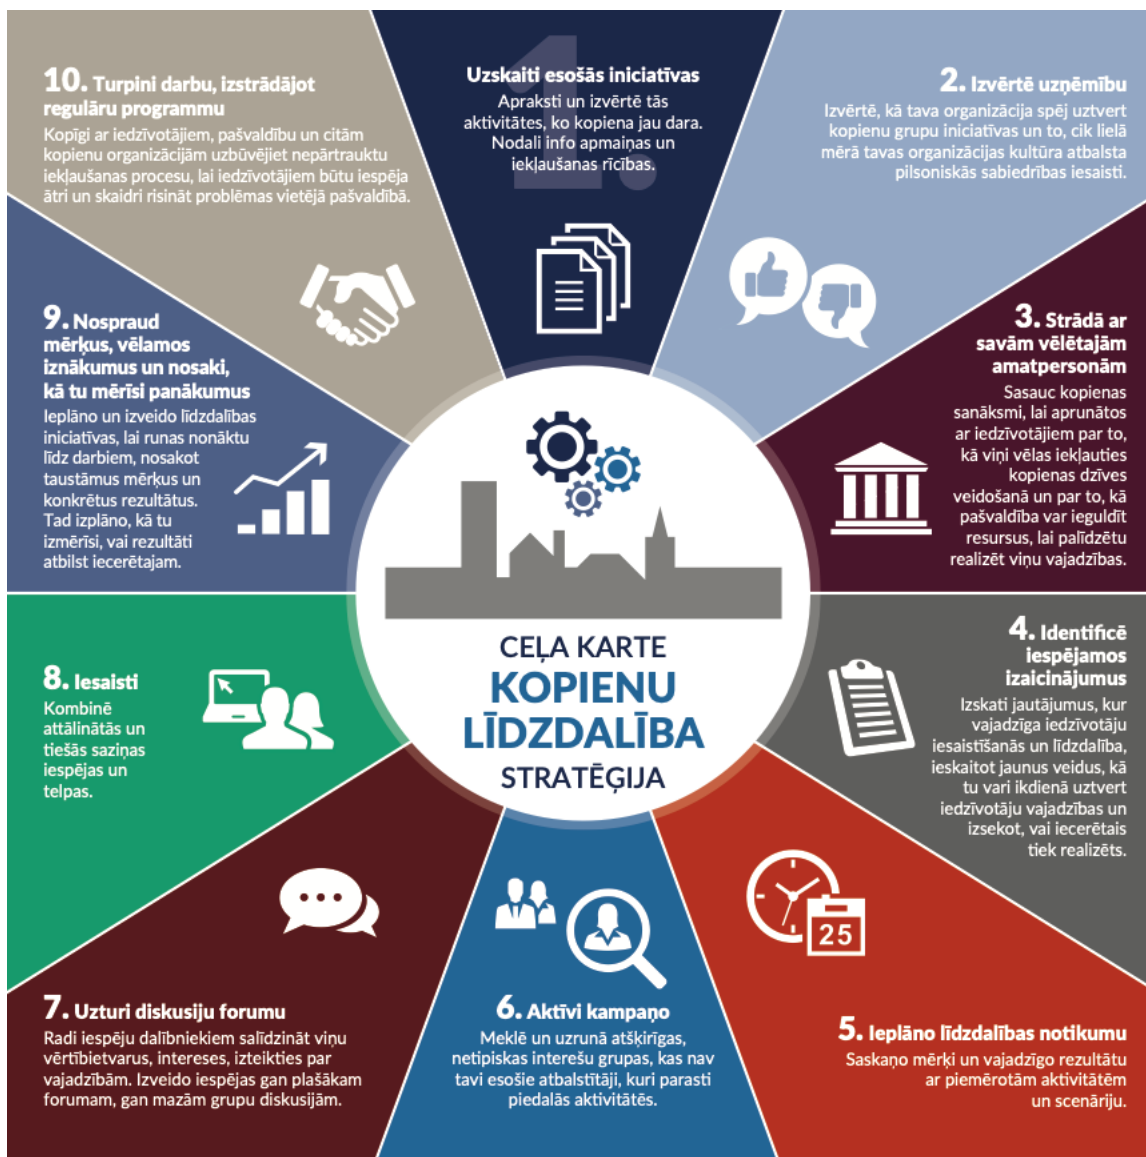 1.
Uzskaiti esošās iniciatīvas
Apraksti un izvērtē tās
aktivitātes, ko kopiena jau dara.
Nodali info apmaiņas un
iekļaušanas rīcības.
2. Izvērtē uzņēmību
Izvērtē, kā tava organizācija spēj uztvert
kopienu grupu iniciatīvas un to, cik lielā
mērā tavas organizācijas kultūra atbalsta
pilsoniskās sabiedrības iesaisti.
3. Strādā ar
savām vēlētajām
amatpersonām
Sasauc kopienas
sanāksmi, lai aprunātos
ar iedzīvotājiem par to,
kā viņi vēlas iekļauties
kopienas dzīves
veidošanā un par to, kā
pašvaldība var ieguldīt
resursus, lai palīdzētu
realizēt viņu vajadzības.
4. Identificē
iespējamos
izaicinājumus
Izskati jautājumus, kur
vajadzīga iedzīvotāju
iesaistīšanās un līdzdalība,
ieskaitot jaunus veidus, kā
tu vari ikdienā uztvert
iedzīvotāju vajadzības un
izsekot, vai iecerētais
tiek realizēts.
25
5. Ieplāno līdzdalības notikumu
Saskaņo mērķi un vajadzīgo rezultātu
ar piemērotām aktivitātēm
un scenāriju.
6. Aktīvi kampaņo
Meklē un uzrunā atšķirīgas,
netipiskas interešu grupas, kas nav
tavi esošie atbalstītāji, kuri parasti
piedalās aktivitātēs.
7. Uzturi diskusiju forumu
Radi iespēju dalībniekiem salīdzināt viņu
vērtībietvarus, intereses, izteikties par
vajadzībām. Izveido iespējas gan plašākam
forumam, gan mazām grupu diskusijām.
8. Iesaisti
Kombinē
attālinātās un
tiešās saziņas
iespējas un
telpas.
9. Nospraud
mērķus, vēlamos
iznākumus un nosaki,
kā tu mērīsi panākumus
Ieplāno un izveido līdzdalības
iniciatīvas, lai runas nonāktu
līdz darbiem, nosakot
taustāmus mērķus un
konkrētus rezultātus.
Tad izplāno, kā tu
izmērīsi, vai rezultāti
atbilst iecerētajam.
10. Turpini darbu, izstrādājot
regulāru programmu
Kopīgi ar iedzīvotājiem, pašvaldību un citām
kopienu organizācijām uzbūvējiet nepārtrauktu
iekļaušanas procesu, lai iedzīvotājiem būtu iespēja
ātri un skaidri risināt problēmas vietējā pašvaldībā.
CEĻA KARTE
KOPIENU
LĪDZDALĪBA
STRATĒĢIJA